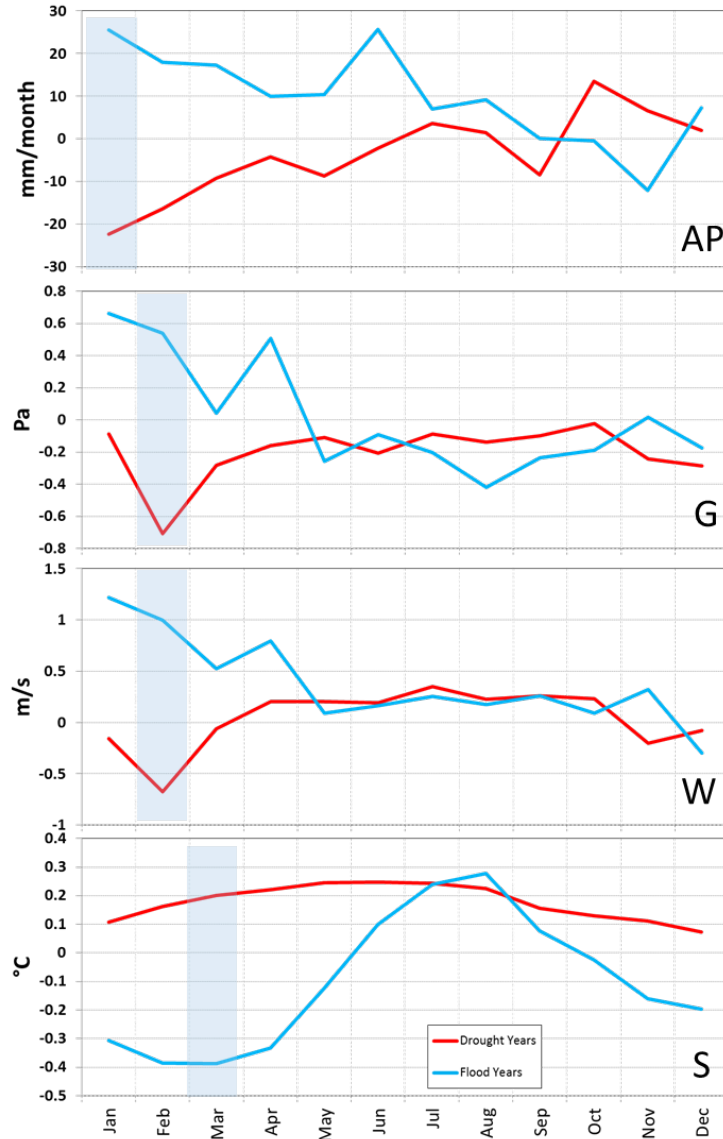 30
20
10
0
-10
-20
-30
mm/month
AP
0.8
0.6
0.4
0.2
0
-0.2
-0.4
-0.6
-0.8
Pa
G
1.5
1
0.5
0
-0.5
-1
m/s
W
0.4
0.3
0.2
0.1
0
-0.1
-0.2
-0.3
-0.4
-0.5
°C
Drought Years
Flood Years
S
Jan
Feb
Mar
Apr
May
Jun
Jul
Aug
Sep
Oct
Nov
Dec